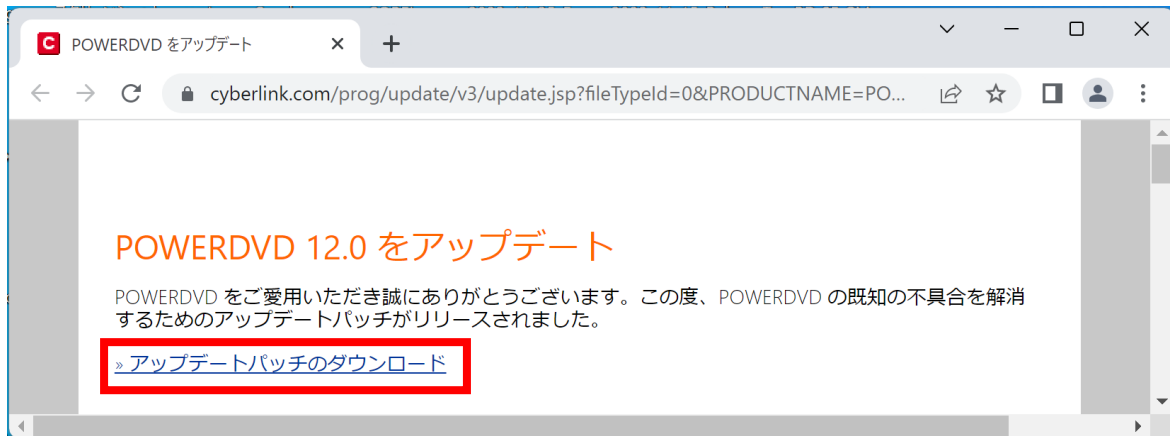 POWERDVD をアップデート
cyberlink.com/prog/update/v3/update.jsp?fileTypeId=0&PRODUCTNAME=PO...
POWERDVD 12.0 をアップデート
POWERDVD をご愛用いただき誠にありがとうございます。この度、POWERDVD の既知の不具合を解消
するためのアップデートパッチがリリースされました。
» アップデートパッチのダウンロード